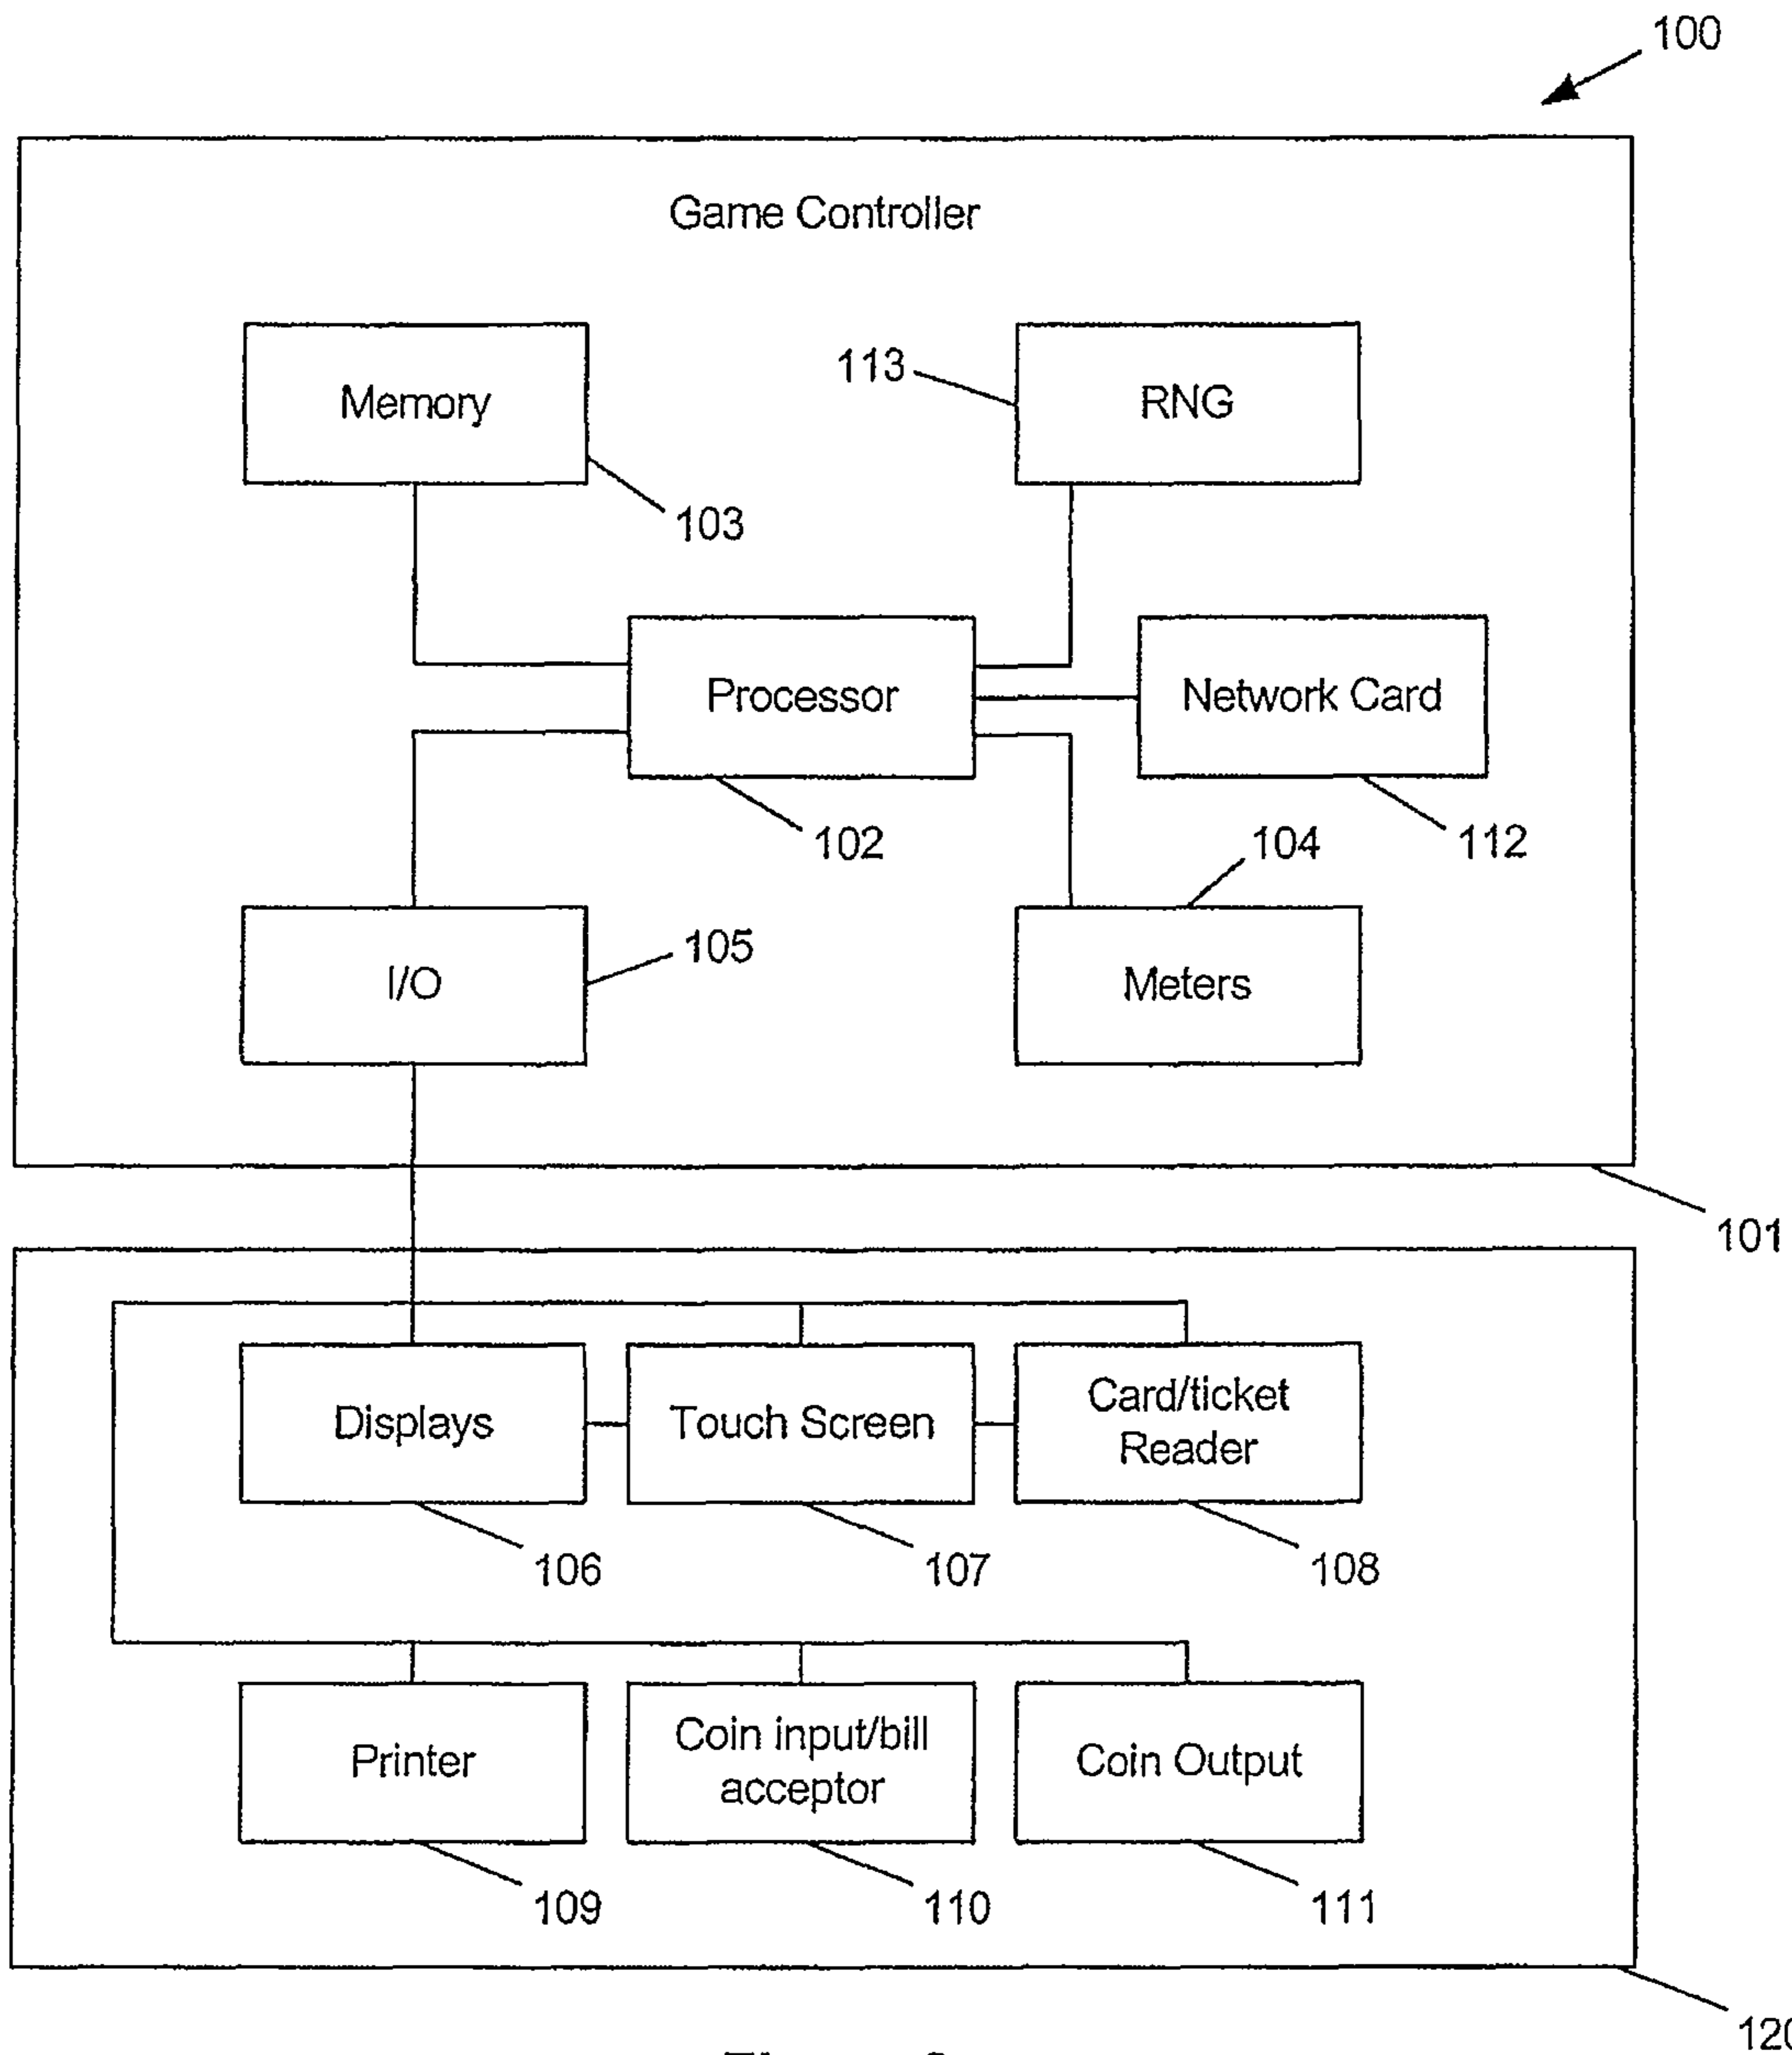 100
Game Controller
Memory
113
RNG
103
Processor
Network Card
102
104
112
I/O
105
Meters
101
Displays
Touch Screen
Card/ticket
Reader
106
107
108
Printer
Coin input/bill
acceptor
Coin Output
109
110
111
120